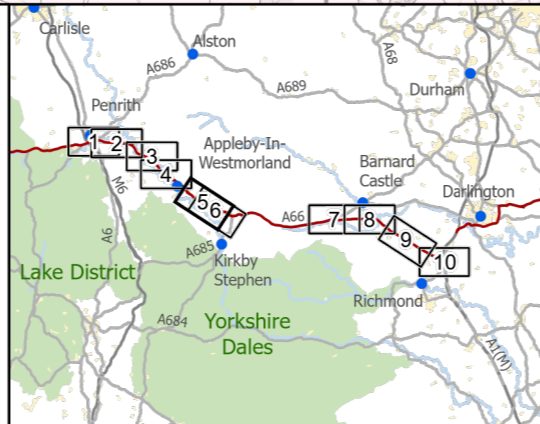 Carlisle
Alston
A686
A68
A689
Durham
Penrith
1
2
3
4
5
6
Appleby-In-
Westmorland
Barnard
Castle
Darlington
M6
A66
7
8
9
10
A6
A685
Kirkby
Stephen
Lake District
Richmond
A684
Yorkshire
Dales
A1(M)